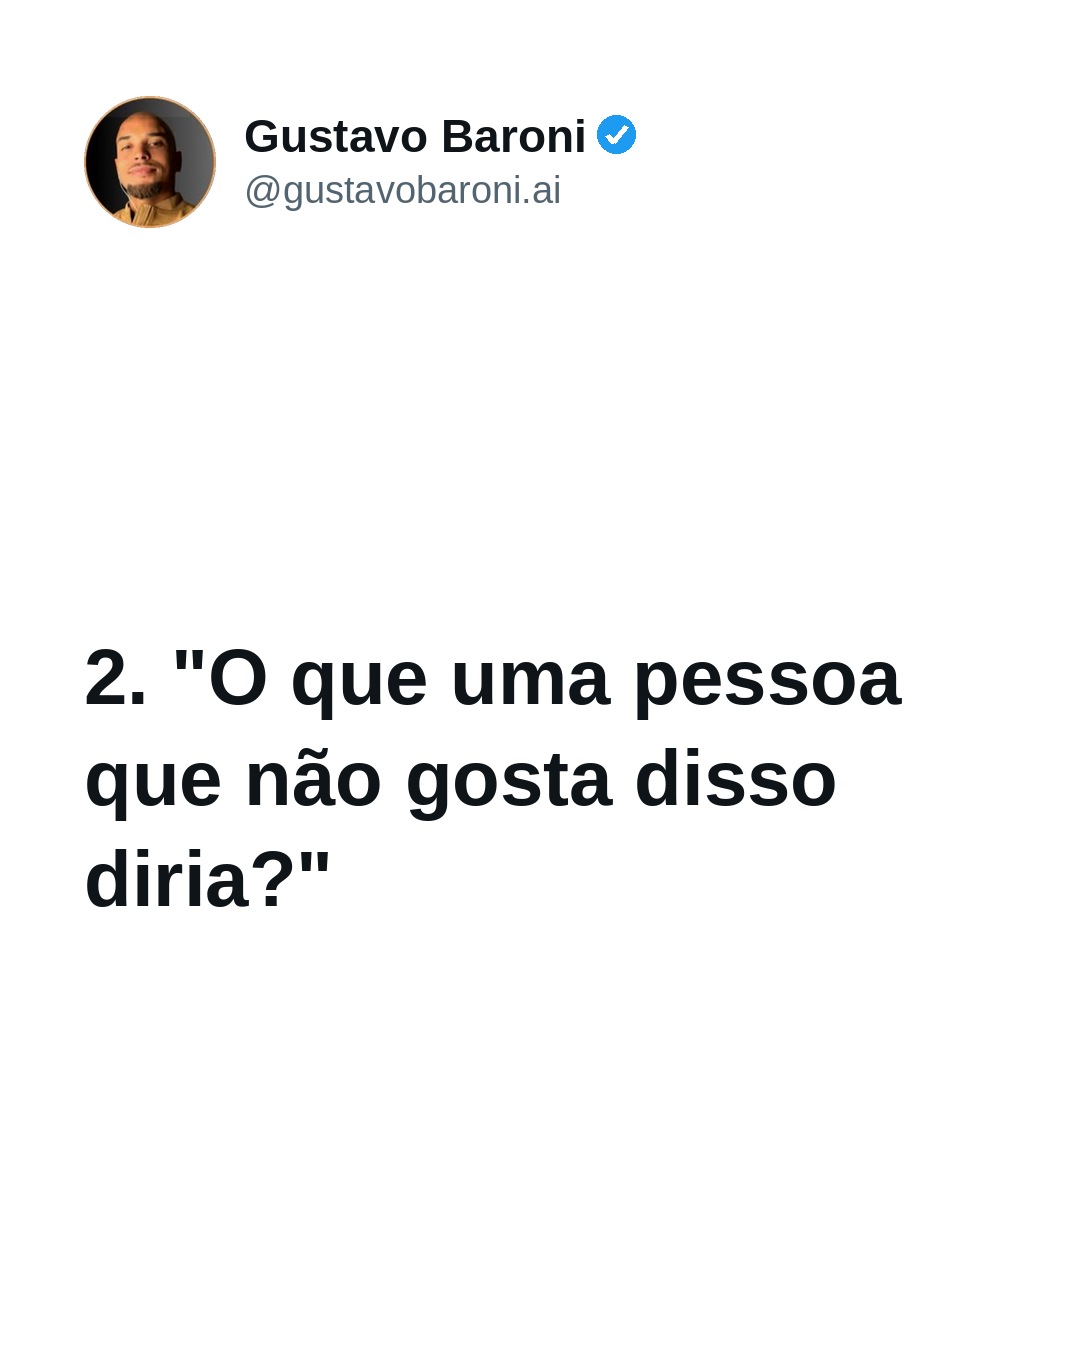 Gustavo Baroni
@gustavobaroni.ai
2. "O que uma pessoa
que não gosta disso
diria?"